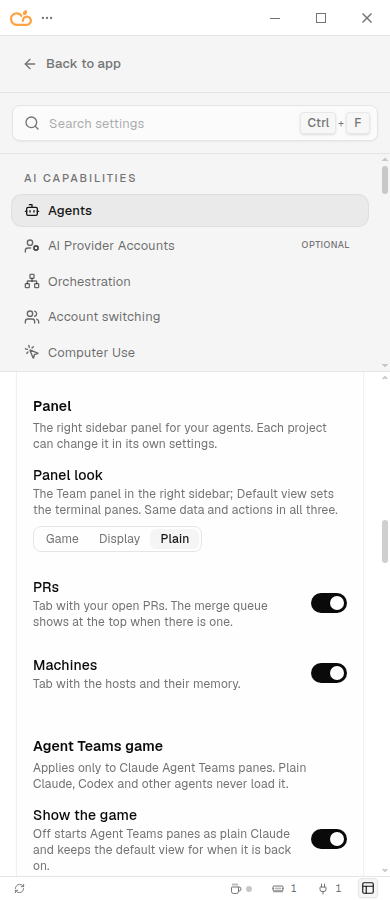 Back to app
Search settings
Ctrl + F
AI CAPABILITIES
Agents
AI Provider Accounts OPTIONAL
Orchestration
Account switching
Computer Use
Panel
The right sidebar panel for your agents. Each project
can change it in its own settings.
Panel look
The Team panel in the right sidebar; Default view sets
the terminal panes. Same data and actions in all three.
Game Display Plain
PRs
Tab with your open PRs. The merge queue
shows at the top when there is one.
Machines
Tab with the hosts and their memory.
Agent Teams game
Applies only to Claude Agent Teams panes. Plain
Claude, Codex and other agents never load it.
Show the game
Off starts Agent Teams panes as plain Claude
and keeps the default view for when it is back
on.
1 1